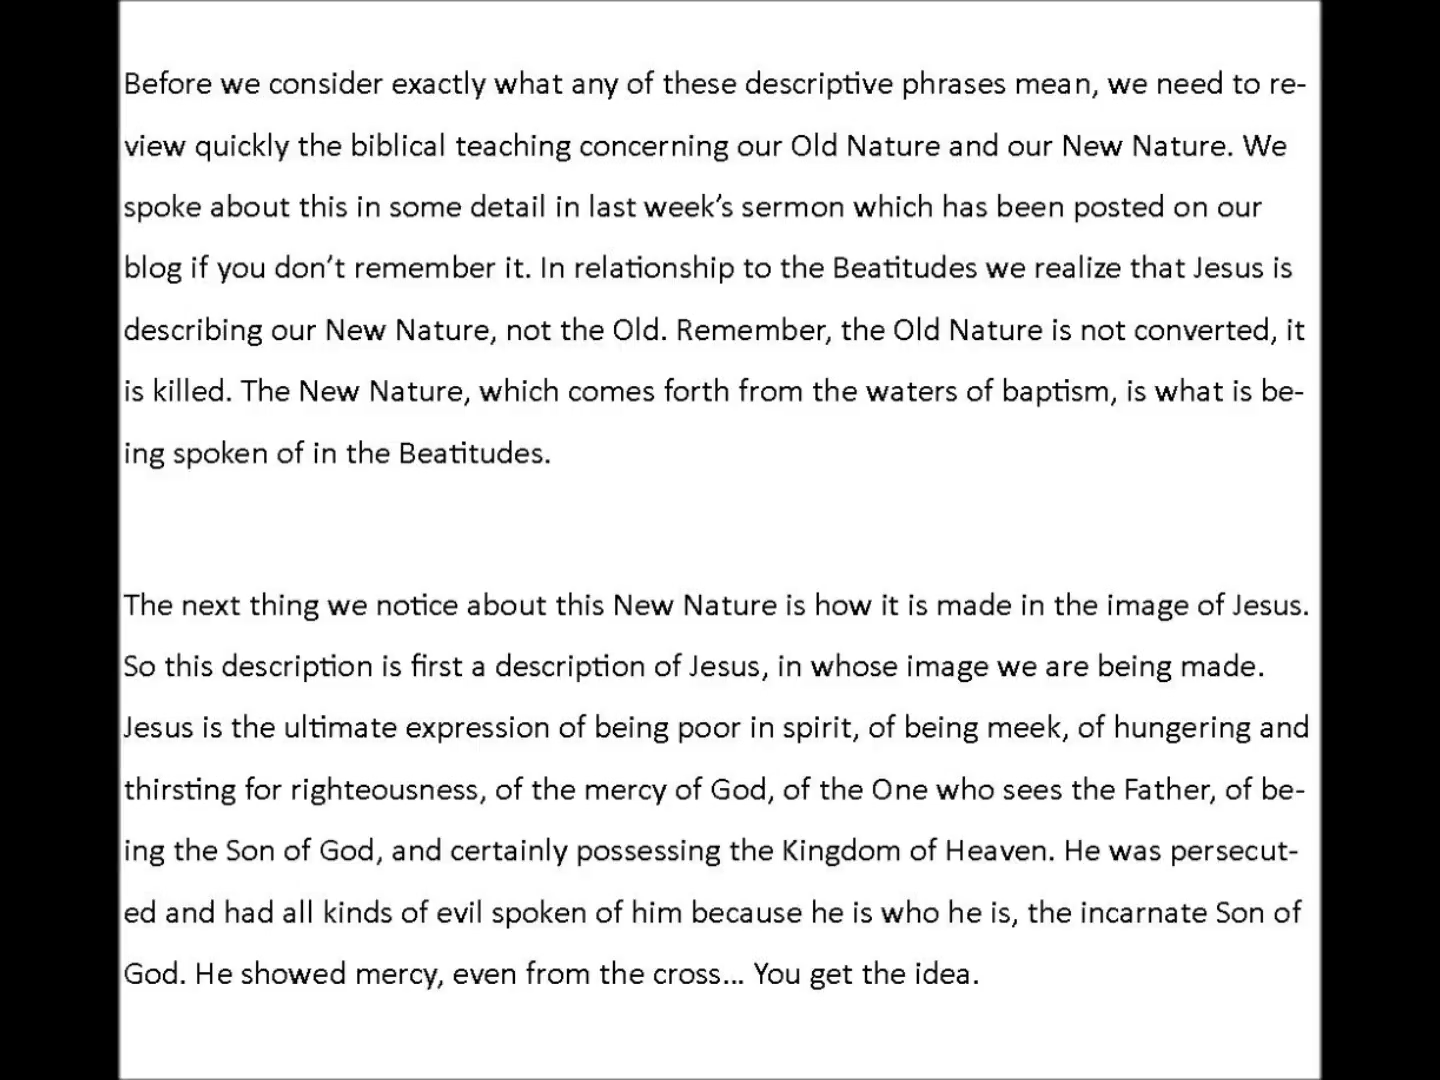 Before we consider exactly what any of these descriptive phrases mean, we need to re-
view quickly the biblical teaching concerning our Old Nature and our New Nature. We
spoke about this in some detail in last week’s sermon which has been posted on our
blog if you don’t remember it. In relationship to the Beatitudes we realize that Jesus is
describing our New Nature, not the Old. Remember, the Old Nature is not converted, it
is killed. The New Nature, which comes forth from the waters of baptism, is what is be-
ing spoken of in the Beatitudes.
The next thing we notice about this New Nature is how it is made in the image of Jesus.
So this description is first a description of Jesus, in whose image we are being made.
Jesus is the ultimate expression of being poor in spirit, of being meek, of hungering and
thirsting for righteousness, of the mercy of God, of the One who sees the Father, of be-
ing the Son of God, and certainly possessing the Kingdom of Heaven. He was persecut-
ed and had all kinds of evil spoken of him because he is who he is, the incarnate Son of
God. He showed mercy, even from the cross… You get the idea.